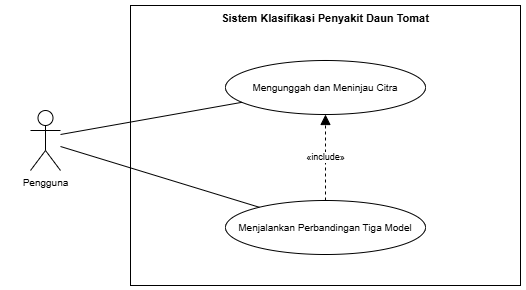 Sistem Klasifikasi Penyakit Daun Tomat
Mengunggah dan Meninjau Citra
«include»
Pengguna
Menjalankan Perbandingan Tiga Model